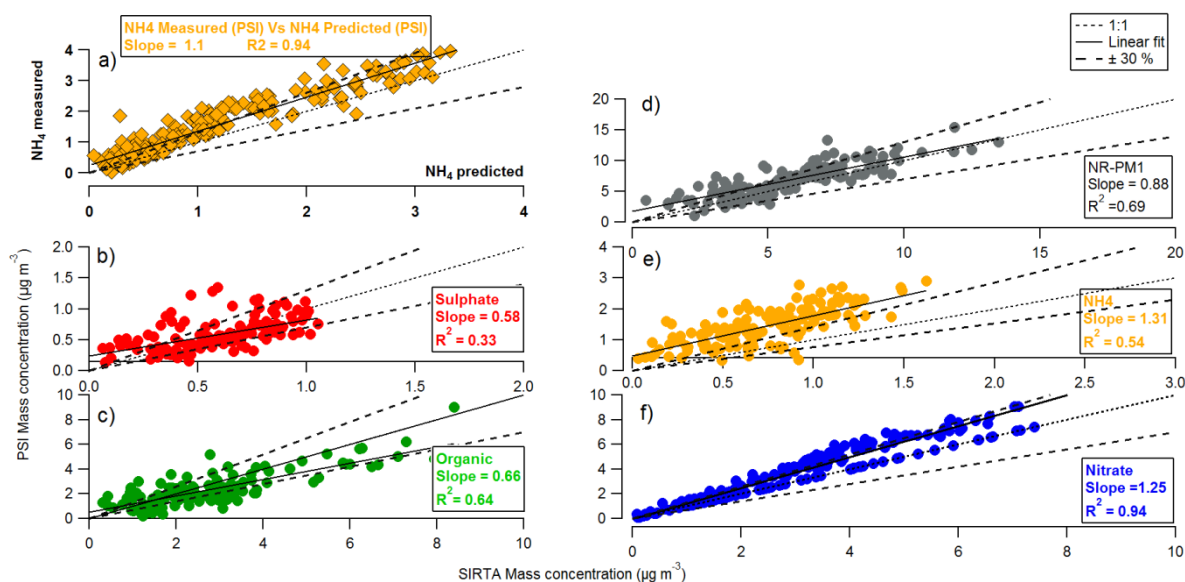 NH4 Measured (PSI) Vs NH4 Predicted (PSI)
Slope = 1.1 R2 = 0.94
a)
4
3
2
1
0
NH4 measured
NH4 predicted
0 1 2 3 4
1:1
Linear fit
± 30 %
d)
20
15
10
5
0
NR-PM1
Slope = 0.88
R² =0.69
0 5 10 15 20
b)
2.0
1.5
1.0
0.5
0.0
Sulphate
Slope = 0.58
R² = 0.33
0.0 0.5 1.0 1.5 2.0
e)
4
3
2
1
0
NH4
Slope = 1.31
R² = 0.54
0.0 0.5 1.0 1.5 2.0 2.5 3.0
c)
10
8
6
4
2
0
Organic
Slope = 0.66
R² = 0.64
0 2 4 6 8 10
f)
10
8
6
4
2
0
Nitrate
Slope =1.25
R² = 0.94
0 2 4 6 8 10
PSI Mass concentration (µg m⁻³)
SIRTA Mass concentration (µg m⁻³)